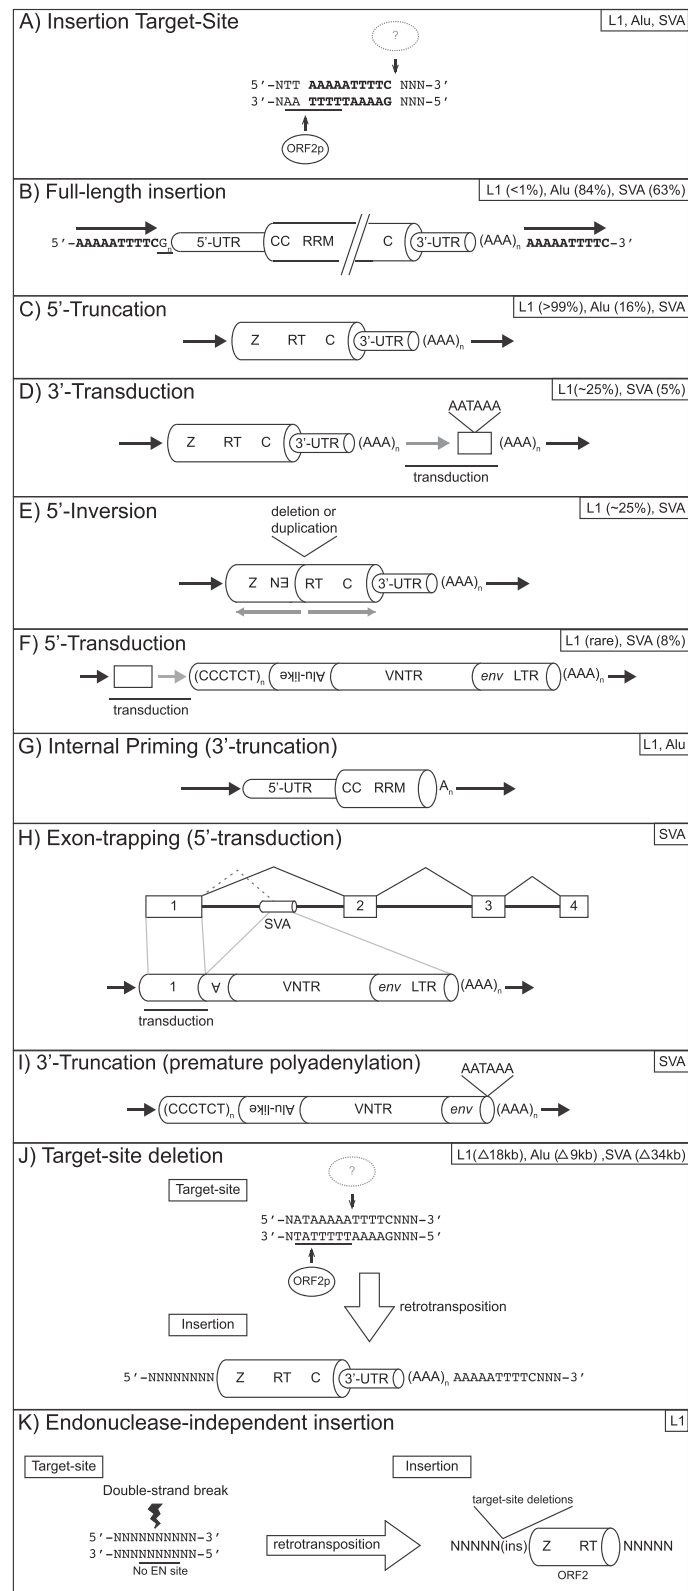 A) Insertion Target-Site
L1, Alu, SVA
?
5’-NTT AAAAATTTTC NNN-3’
3’-NAA TTTTTAAAAG NNN-5’
ORF2p
B) Full-length insertion
L1 (<1%), Alu (84%), SVA (63%)
5’-AAAAATTTTCGn 5’-UTR CC RRM C 3’-UTR (AAA)n AAAAATTTTC-3’
C) 5’-Truncation
L1 (>99%), Alu (16%), SVA
Z RT C 3’-UTR (AAA)n
D) 3’-Transduction
L1(~25%), SVA (5%)
AATAAA
Z RT C 3’-UTR (AAA)n (AAA)n
transduction
E) 5’-Inversion
L1 (~25%), SVA
deletion or
duplication
Z EN RT C 3’-UTR (AAA)n
F) 5’-Transduction
L1 (rare), SVA (8%)
(CCCTCT)n Alu-like VNTR env LTR (AAA)n
transduction
G) Internal Priming (3’-truncation)
L1, Alu
5’-UTR CC RRM An
H) Exon-trapping (5’-transduction)
SVA
1 2 3 4
SVA
1 A VNTR env LTR (AAA)n
transduction
I) 3’-Truncation (premature polyadenylation)
SVA
AATAAA
(CCCTCT)n Alu-like VNTR env (AAA)n
J) Target-site deletion
L1(△18kb), Alu (△9kb) ,SVA (△34kb)
?
Target-site
5’-NATAAAAATTTTCNNN-3’
3’-NTATTTTTAAAAGNNN-5’
ORF2p
retrotransposition
Insertion
5’-NNNNNNNN Z RT C 3’-UTR (AAA)n AAAAATTTTCNNN-3’
K) Endonuclease-independent insertion
L1
Target-site
Insertion
Double-strand break
target-site deletions
5’-NNNNNNNNNN-3’
3’-NNNNNNNNNN-5’
No EN site
retrotransposition
NNNNN(ins) Z RT NNNNN
ORF2